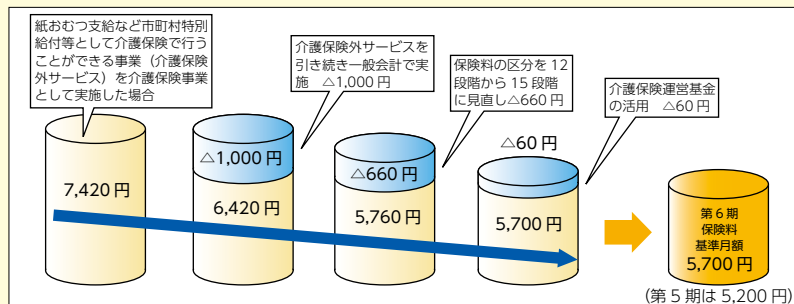 紙おむつ支給など市町村特別
給付等として介護保険で行う
ことができる事業（介護保険
外サービス）を介護保険事業
として実施した場合
介護保険外サービスを
引き続き一般会計で実
施　△1,000 円
保険料の区分を 12
段階から 15 段階
に見直し△660 円
介護保険運営基金
の活用　△60 円
7,420 円
△1,000 円
6,420 円
△660 円
5,760 円
△60 円
5,700 円
第 6 期
保険料
基準月額
5,700 円
(第 5 期は 5,200 円)